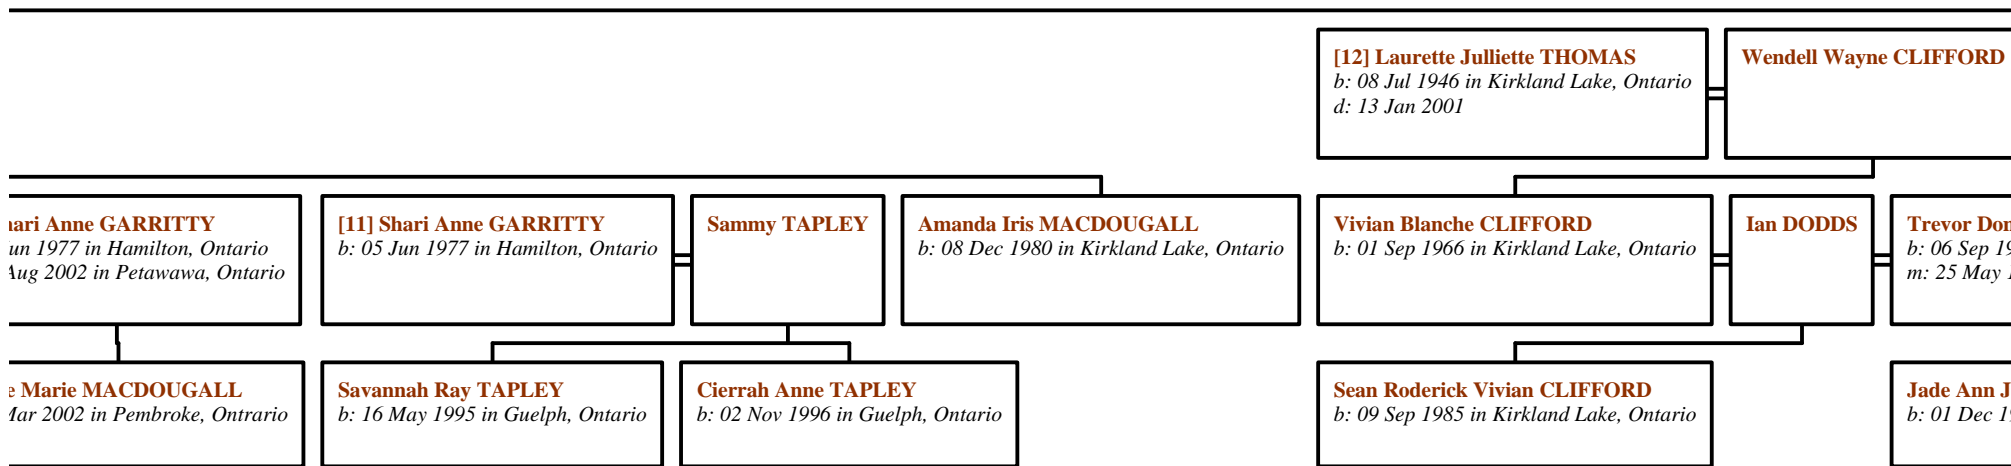 [12] Laurette Julliette THOMAS
b: 08 Jul 1946 in Kirkland Lake, Ontario
d: 13 Jan 2001
Wendell Wayne CLIFFORD
Anne GARRITTY
1977 in Hamilton, Ontario
Aug 2002 in Petawawa, Ontario
[11] Shari Anne GARRITTY
b: 05 Jun 1977 in Hamilton, Ontario
Sammy TAPLEY
Amanda Iris MACDOUGALL
b: 08 Dec 1980 in Kirkland Lake, Ontario
Vivian Blanche CLIFFORD
b: 01 Sep 1966 in Kirkland Lake, Ontario
Ian DODDS
Trevor
b: 06 Sep
m: 25 May
Marie MACDOUGALL
Mar 2002 in Pembroke, Ontrario
Savannah Ray TAPLEY
b: 16 May 1995 in Guelph, Ontario
Cierrah Anne TAPLEY
b: 02 Nov 1996 in Guelph, Ontario
Sean Roderick Vivian CLIFFORD
b: 09 Sep 1985 in Kirkland Lake, Ontario
Jade Ann
b: 01 Dec